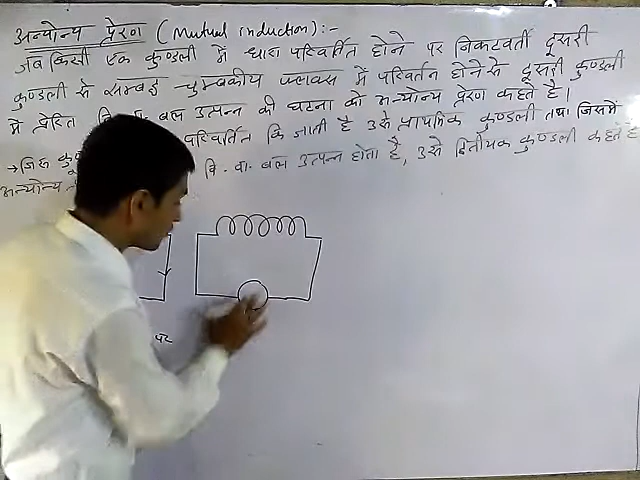 अन्योन्य प्रेरण (Mutual induction):-
जब किसी एक कुण्डली में धारा परिवर्तित होने पर निकटवर्ती दूसरी
कुण्डली से सम्बद्ध चुम्बकीय फ्लक्स में परिवर्तन होने से दूसरी कुण्डली
में प्रेरित वि. वा. बल उत्पन्न की घटना को अन्योन्य प्रेरण कहते है।
→ जिस परिवर्तित कि जाती है उसे प्राथमिक कुण्डली तथा जिसमें
अन्योन्य वि. वा. बल उत्पन्न होता है, उसे द्वितीयक कुण्डली कहते है